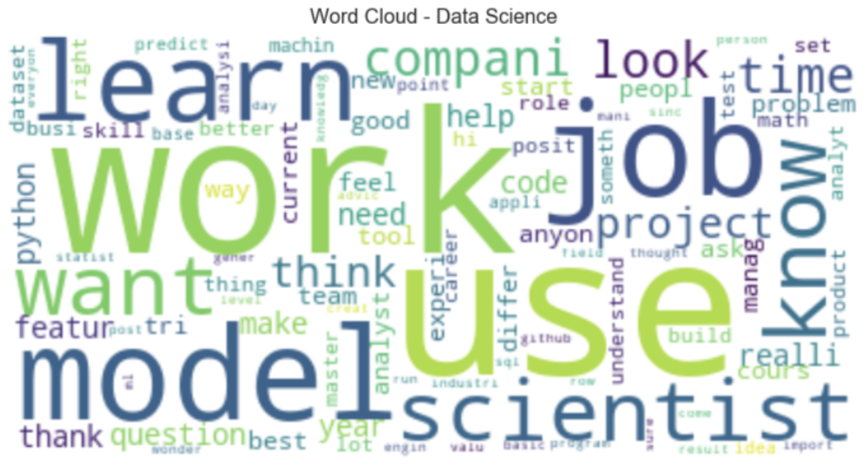 Word Cloud - Data Science
dataset
everyon
learn
right
predict
analysi
machin
day
knowledg
new
point
compani
look
person
set
time
start
peopl
role
mani
sinc
test
problem
math
busi
skill
base
better
good
help
hi
posit
job
work
way
current
feel
advic
need
tool
code
appli
someth
project
anyon
know
analyt
python
statist
gener
want
thing
level
think
team
creat
experi
career
use
differ
field
thought
ask
manag
understand
product
featur
post
tri
make
master
analyst
github
sql
build
realli
cours
model
ml
run
industri
row
scientist
thank
question
wonder
best
year
lot
engin
valu
basic
program
sure
come
result
idea
import